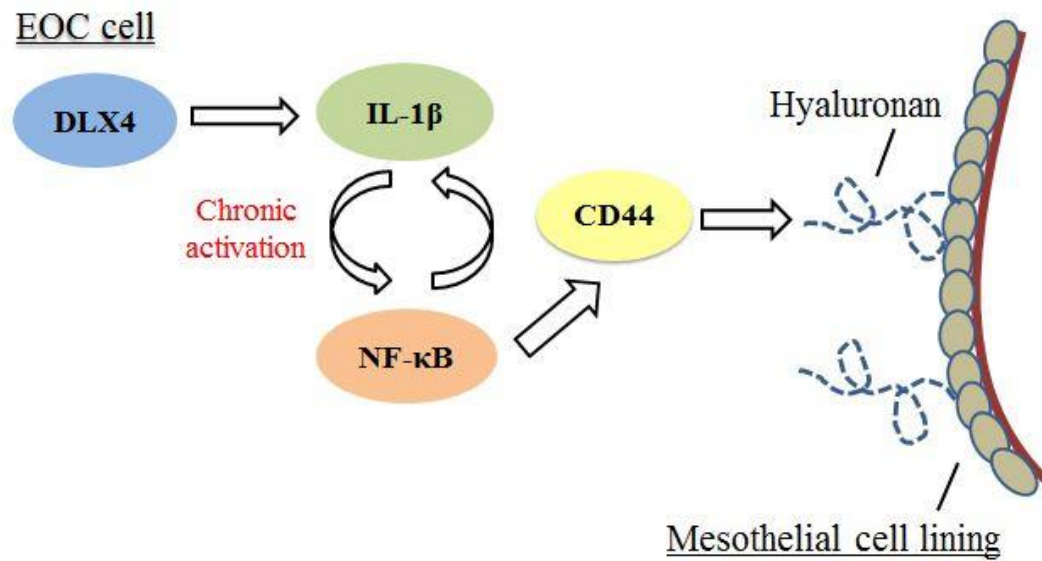 EOC cell
DLX4
IL-1β
Hyaluronan
Chronic
activation
CD44
NF-κB
Mesothelial cell lining